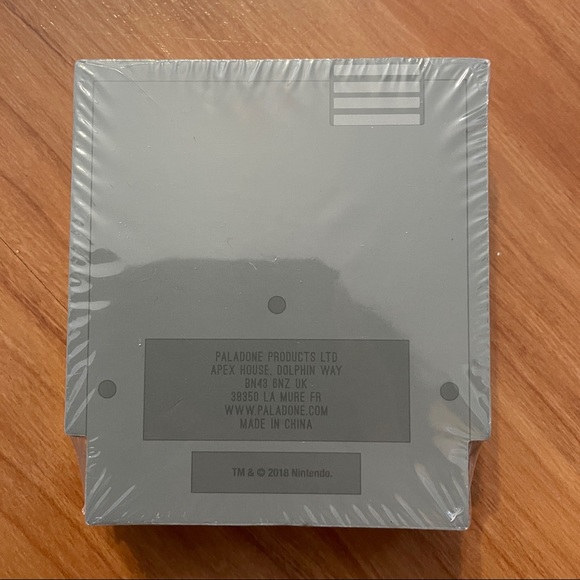 PALADONE PRODUCTS LTD
APEX HOUSE, DOLPHIN WAY
BN43 6NZ UK
38350 LA MURE FR
WWW.PALADONE.COM
MADE IN CHINA
TM & © 2018 Nintendo.